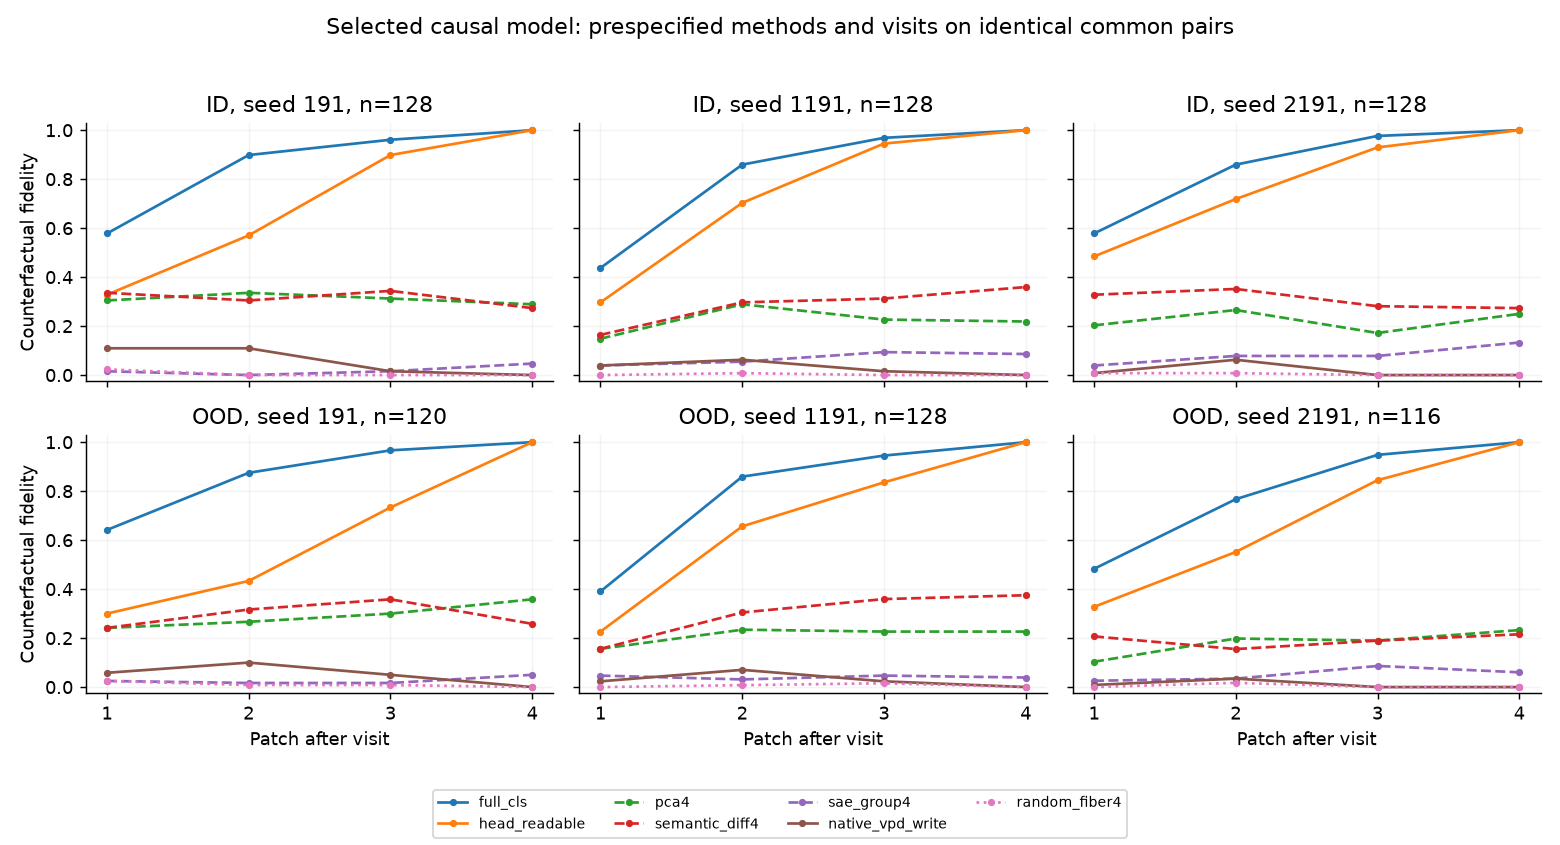 Selected causal model: prespecified methods and visits on identical common pairs
ID, seed 191, n=128
ID, seed 1191, n=128
ID, seed 2191, n=128
Counterfactual fidelity
1.0
0.8
0.6
0.4
0.2
0.0
OOD, seed 191, n=120
OOD, seed 1191, n=128
OOD, seed 2191, n=116
Counterfactual fidelity
1.0
0.8
0.6
0.4
0.2
0.0
1 2 3 4
1 2 3 4
1 2 3 4
Patch after visit
Patch after visit
Patch after visit
full_cls pca4 sae_group4 random_fiber4
head_readable semantic_diff4 native_vpd_write